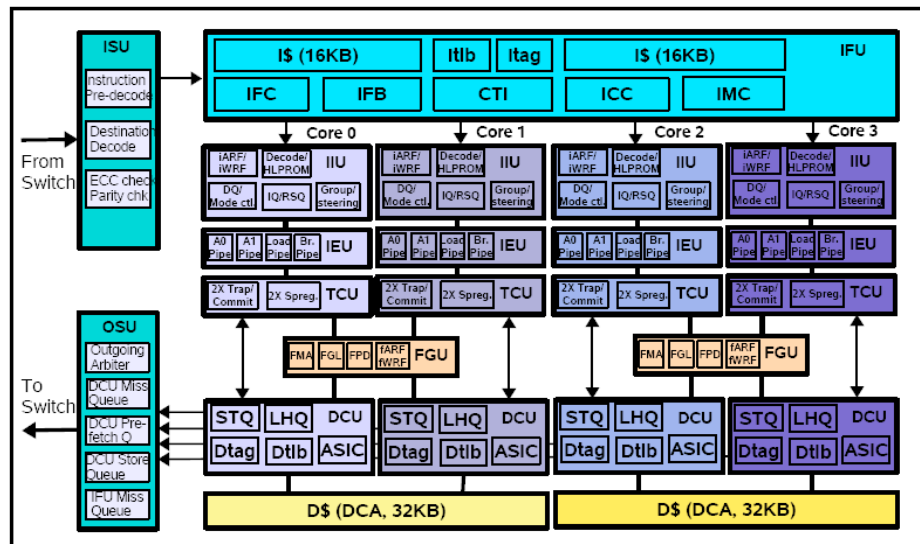 ISU
Instruction
Pre-decode
Destination
Decode
ECC check
Parity chk
From
Switch
I$ (16KB)
Itlb
Itag
I$ (16KB)
IFU
IFC
IFB
CTI
ICC
IMC
Core 0
Core 1
Core 2
Core 3
iARF/
iWRF
Decode/
HLPROM
IIU
DQ/
Mode ctl.
IQ/RSQ
Group/
steering
iARF/
iWRF
Decode/
HLPROM
IIU
DQ/
Mode ctl.
IQ/RSQ
Group/
steering
iARF/
iWRF
Decode/
HLPROM
IIU
DQ/
Mode ctl.
IQ/RSQ
Group/
steering
iARF/
iWRF
Decode/
HLPROM
IIU
DQ/
Mode ctl.
IQ/RSQ
Group/
steering
A0
Pipe
A1
Pipe
Load
Pipe
Br.
Pipe
IEU
A0
Pipe
A1
Pipe
Load
Pipe
Br.
Pipe
IEU
A0
Pipe
A1
Pipe
Load
Pipe
Br.
Pipe
IEU
A0
Pipe
A1
Pipe
Load
Pipe
Br.
Pipe
IEU
2X Trap/
Commit
2X Spreg.
TCU
2X Trap/
Commit
2X Spreg.
TCU
2X Trap/
Commit
2X Spreg.
TCU
2X Trap/
Commit
2X Spreg.
TCU
FMA
FGL
FPD
fARF
fWRF
FGU
FMA
FGL
FPD
fARF
fWRF
FGU
OSU
Outgoing
Arbiter
DCU Miss
Queue
DCU Pre-
fetch Q
DCU Store
Queue
IFU Miss
Queue
To
Switch
STQ
LHQ
DCU
Dtag
Dtlb
ASIC
STQ
LHQ
DCU
Dtag
Dtlb
ASIC
STQ
LHQ
DCU
Dtag
Dtlb
ASIC
STQ
LHQ
DCU
Dtag
Dtlb
ASIC
D$ (DCA, 32KB)
D$ (DCA, 32KB)